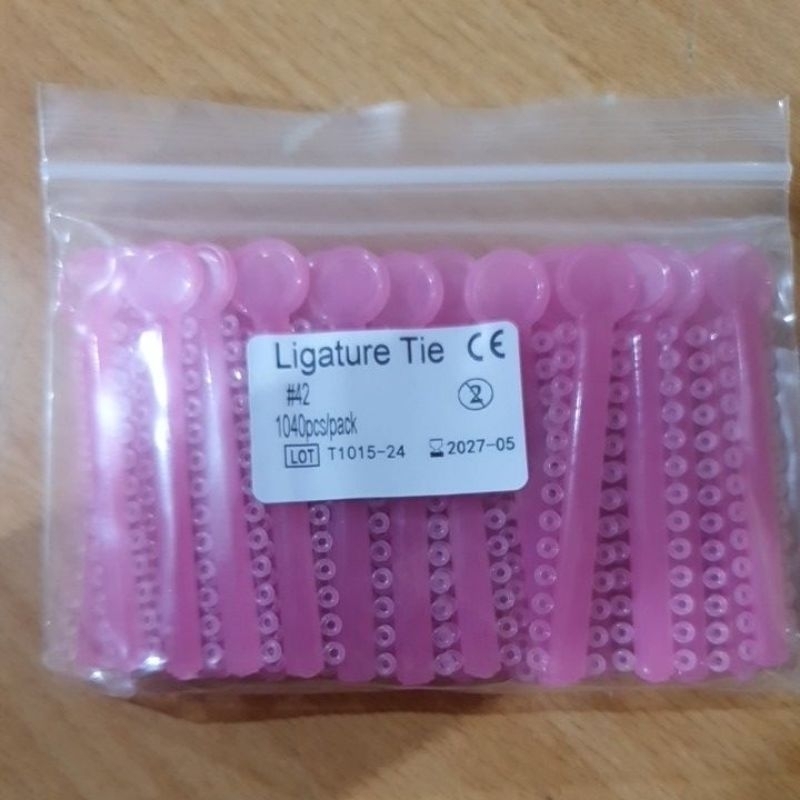 Ligature Tie CE
#42
1040pcs/pack
LOT T1015-24 2027-05